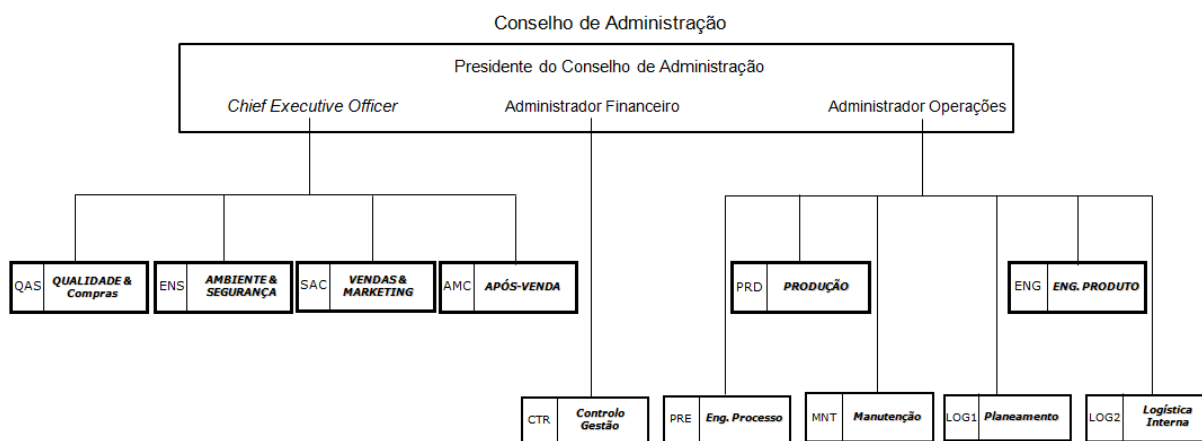 Conselho de Administração
Presidente do Conselho de Administração
Chief Executive Officer
Administrador Financeiro
Administrador Operações
QAS
QUALIDADE &
Compras
ENS
AMBIENTE &
SEGURANÇA
SAC
VENDAS &
MARKETING
AMC
APÓS-VENDA
PRD
PRODUÇÃO
ENG
ENG. PRODUTO
CTR
Controlo
Gestão
PRE
Eng. Processo
MNT
Manutenção
LOG1
Planeamento
LOG2
Logística
Interna